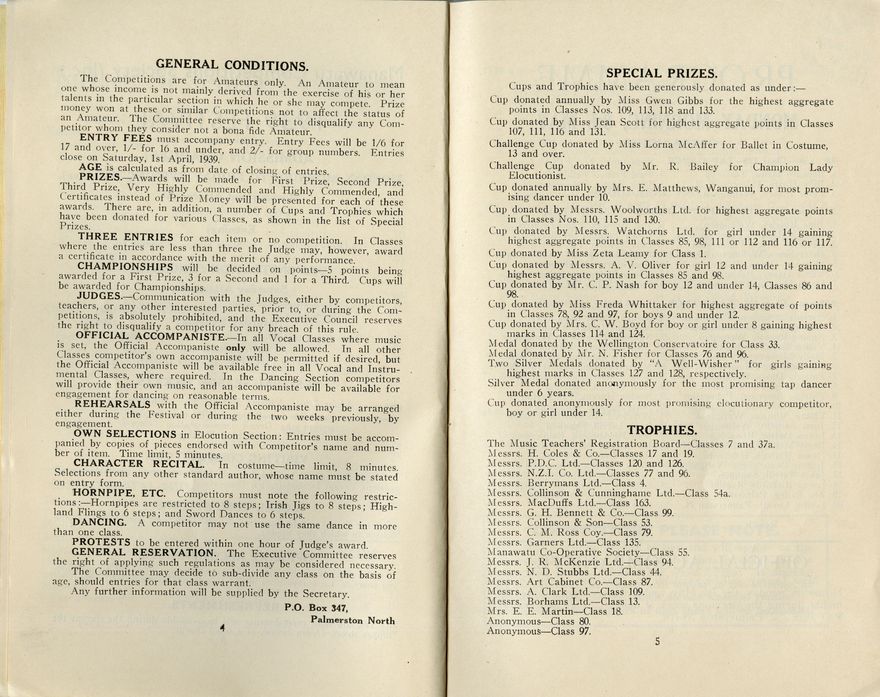 GENERAL CONDITIONS.
The Competitions are for Amateurs only. An Amateur to mean
one whose income is not mainly derived from the exercise of his or her
talents in the particular section in which he or she may compete. Prize
money won at these or similar Competitions not to affect the status of
an Amateur. The Committee reserve the right to disqualify any Com-
petitor whom they consider not a bona fide Amateur.
ENTRY FEES must accompany entry. Entry Fees will be 1/6 for
17 and over, 1/- for 16 and under, and 2/- for group numbers. Entries
close on Saturday, 1st April, 1939.
AGE is calculated as from date of closing of entries.
PRIZES.—Awards will be made for First Prize, Second Prize,
Third Prize, Very Highly Commended and Highly Commended, and
Certificates instead of Prize Money will be presented for each of these
awards. There are, in addition, a number of Cups and Trophies which
have been donated for various Classes, as shown in the list of Special
Prizes.
THREE ENTRIES for each item or no competition. In Classes
where the entries are less than three the Judge may, however, award
a certificate in accordance with the merit of any performance.
CHAMPIONSHIPS will be decided on points—5 points being
awarded for a First Prize, 3 for a Second and 1 for a Third. Cups will
be awarded for Championships.
JUDGES.—Communication with the Judges, either by competitors,
teachers, or any other interested parties, prior to, or during the Com-
petitions, is absolutely prohibited, and the Executive Council reserves
the right to disqualify a competitor for any breach of this rule.
OFFICIAL ACCOMPANISTE.—In all Vocal Classes where music
is set, the Official Accompaniste only will be allowed. In all other
Classes competitor's own accompaniste will be permitted if desired, but
the Official Accompaniste will be available free in all Vocal and Instru-
mental Classes, where required. In the Dancing Section competitors
will provide their own music, and an accompaniste will be available for
engagement for dancing on reasonable terms.
REHEARSALS with the Official Accompaniste may be arranged
either during the Festival or during the two weeks previously, by
engagement.
OWN SELECTIONS in Elocution Section: Entries must be accom-
panied by copies of pieces endorsed with Competitor's name and num-
ber of item. Time limit, 5 minutes.
CHARACTER RECITAL. In costume—time limit, 8 minutes.
Selections from any other standard author, whose name must be stated
on entry form.
HORNPIPE, ETC. Competitors must note the following restric-
tions:—Hornpipes are restricted to 8 steps; Irish Jigs to 8 steps; High-
land Flings to 6 steps; and Sword Dances to 6 steps.
DANCING. A competitor may not use the same dance in more
than one class.
PROTESTS to be entered within one hour of Judge's award.
GENERAL RESERVATION. The Executive Committee reserves
the right of applying such regulations as may be considered necessary.
The Committee may decide to sub-divide any class on the basis of
age, should entries for that class warrant.
Any further information will be supplied by the Secretary.
P.O. Box 347,
Palmerston North
4
SPECIAL PRIZES.
Cups and Trophies have been generously donated as under:—
Cup donated annually by Miss Gwen Gibbs for the highest aggregate
points in Classes Nos. 109, 113, 118 and 133.
Cup donated by Miss Jean Scott for highest aggregate points in Classes
107, 111, 116 and 131.
Challenge Cup donated by Miss Lorna McAffer for Ballet in Costume,
13 and over.
Challenge Cup donated by Mr. R. Bailey for Champion Lady
Elocutionist.
Cup donated annually by Mrs. E. Matthews, Wanganui, for most prom-
ising dancer under 10.
Cup donated by Messrs. Woolworths Ltd. for highest aggregate points
in Classes Nos. 110, 115 and 130.
Cup donated by Messrs. Watchorns Ltd. for girl under 14 gaining
highest aggregate points in Classes 85, 98, 111 or 112 and 116 or 117.
Cup donated by Miss Zeta Leamy for Class 1.
Cup donated by Messrs. A. V. Oliver for girl 12 and under 14 gaining
highest aggregate points in Classes 85 and 98.
Cup donated by Mr. C. P. Nash for boy 12 and under 14, Classes 86 and
98.
Cup donated by Miss Freda Whittaker for highest aggregate of points
in Classes 78, 92 and 97, for boys 9 and under 12.
Cup donated by Mrs. C. W. Boyd for boy or girl under 8 gaining highest
marks in Classes 114 and 124.
Medal donated by the Wellington Conservatoire for Class 33.
Medal donated by Mr. N. Fisher for Classes 76 and 96.
Two Silver Medals donated by "A Well-Wisher" for girls gaining
highest marks in Classes 127 and 128, respectively.
Silver Medal donated anonymously for the most promising tap dancer
under 6 years.
Cup donated anonymously for most promising elocutionary competitor,
boy or girl under 14.
TROPHIES.
The Music Teachers' Registration Board—Classes 7 and 37a.
Messrs. H. Coles & Co.—Classes 17 and 19.
Messrs. P.D.C. Ltd.—Classes 120 and 126.
Messrs. N.Z.I. Co. Ltd.—Classes 77 and 96.
Messrs. Berrymans Ltd.—Class 4.
Messrs. Collinson & Cunninghame Ltd.—Class 54a.
Messrs. MacDuffs Ltd.—Class 163.
Messrs. G. H. Bennett & Co.—Class 99.
Messrs. Collinson & Son—Class 53.
Messrs. C. M. Ross Coy.—Class 79.
Messrs. Garners Ltd.—Class 135.
Manawatu Co-Operative Society—Class 55.
Messrs. J. R. McKenzie Ltd.—Class 94.
Messrs. N. D. Stubbs Ltd.—Class 44.
Messrs. Art Cabinet Co.—Class 87.
Messrs. A. Clark Ltd.—Class 109.
Messrs. Borhams Ltd.—Class 13.
Mrs. E. E. Martin—Class 18.
Anonymous—Class 80.
Anonymous—Class 97.
5